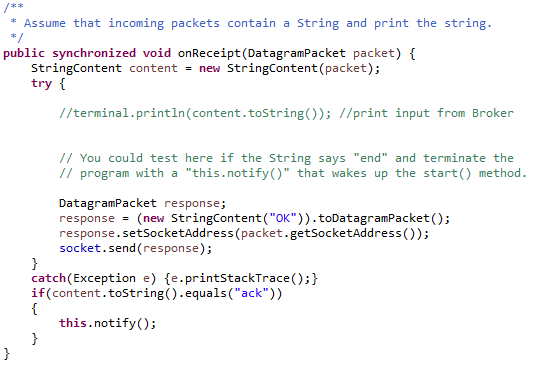 /**
 * Assume that incoming packets contain a String and print the string.
 */
public synchronized void onReceipt(DatagramPacket packet) {
    StringContent content = new StringContent(packet);
    try {
        //terminal.println(content.toString()); //print input from Broker
        // You could test here if the String says "end" and terminate the
        // program with a "this.notify()" that wakes up the start() method.
        DatagramPacket response;
        response = (new StringContent("OK")).toDatagramPacket();
        response.setSocketAddress(packet.getSocketAddress());
        socket.send(response);
    }
    catch(Exception e) {e.printStackTrace();}
    if(content.toString().equals("ack"))
    {
        this.notify();
    }
}